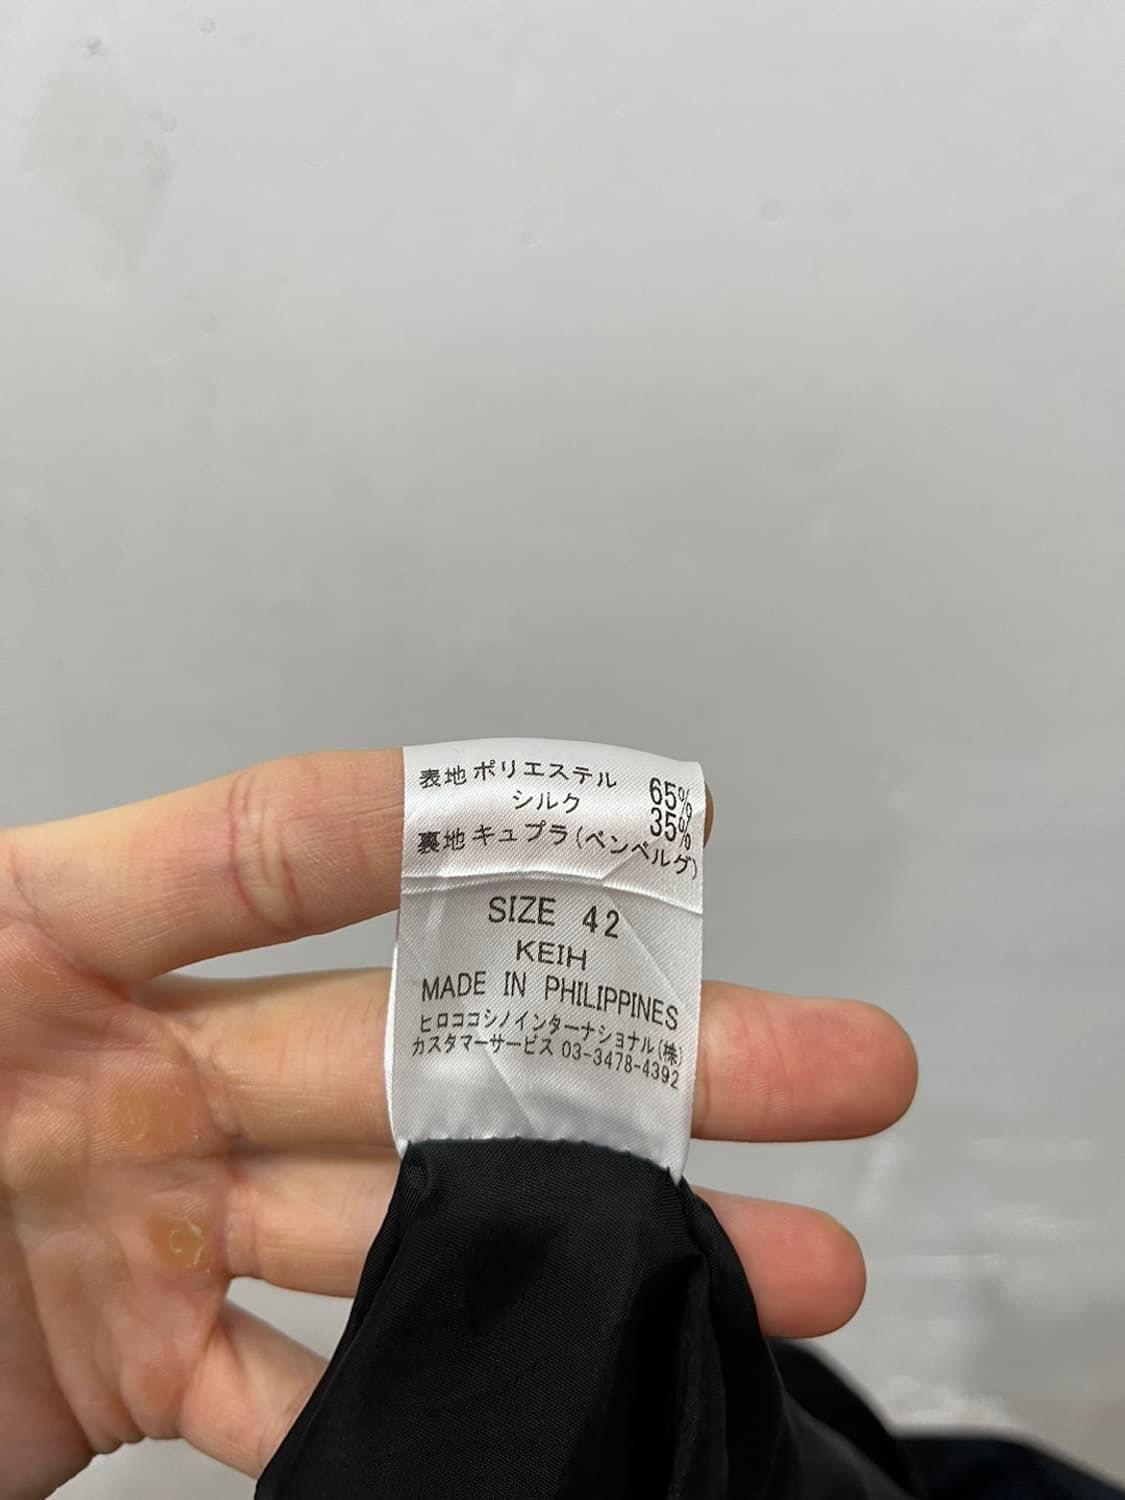 表地 ポリエステル 65%
シルク 35%
裏地 キュプラ(ベンベルグ)
SIZE 42
KEIH
MADE IN PHILIPPINES
ヒロココシノインターナショナル(株)
カスタマーサービス 03-3478-4392